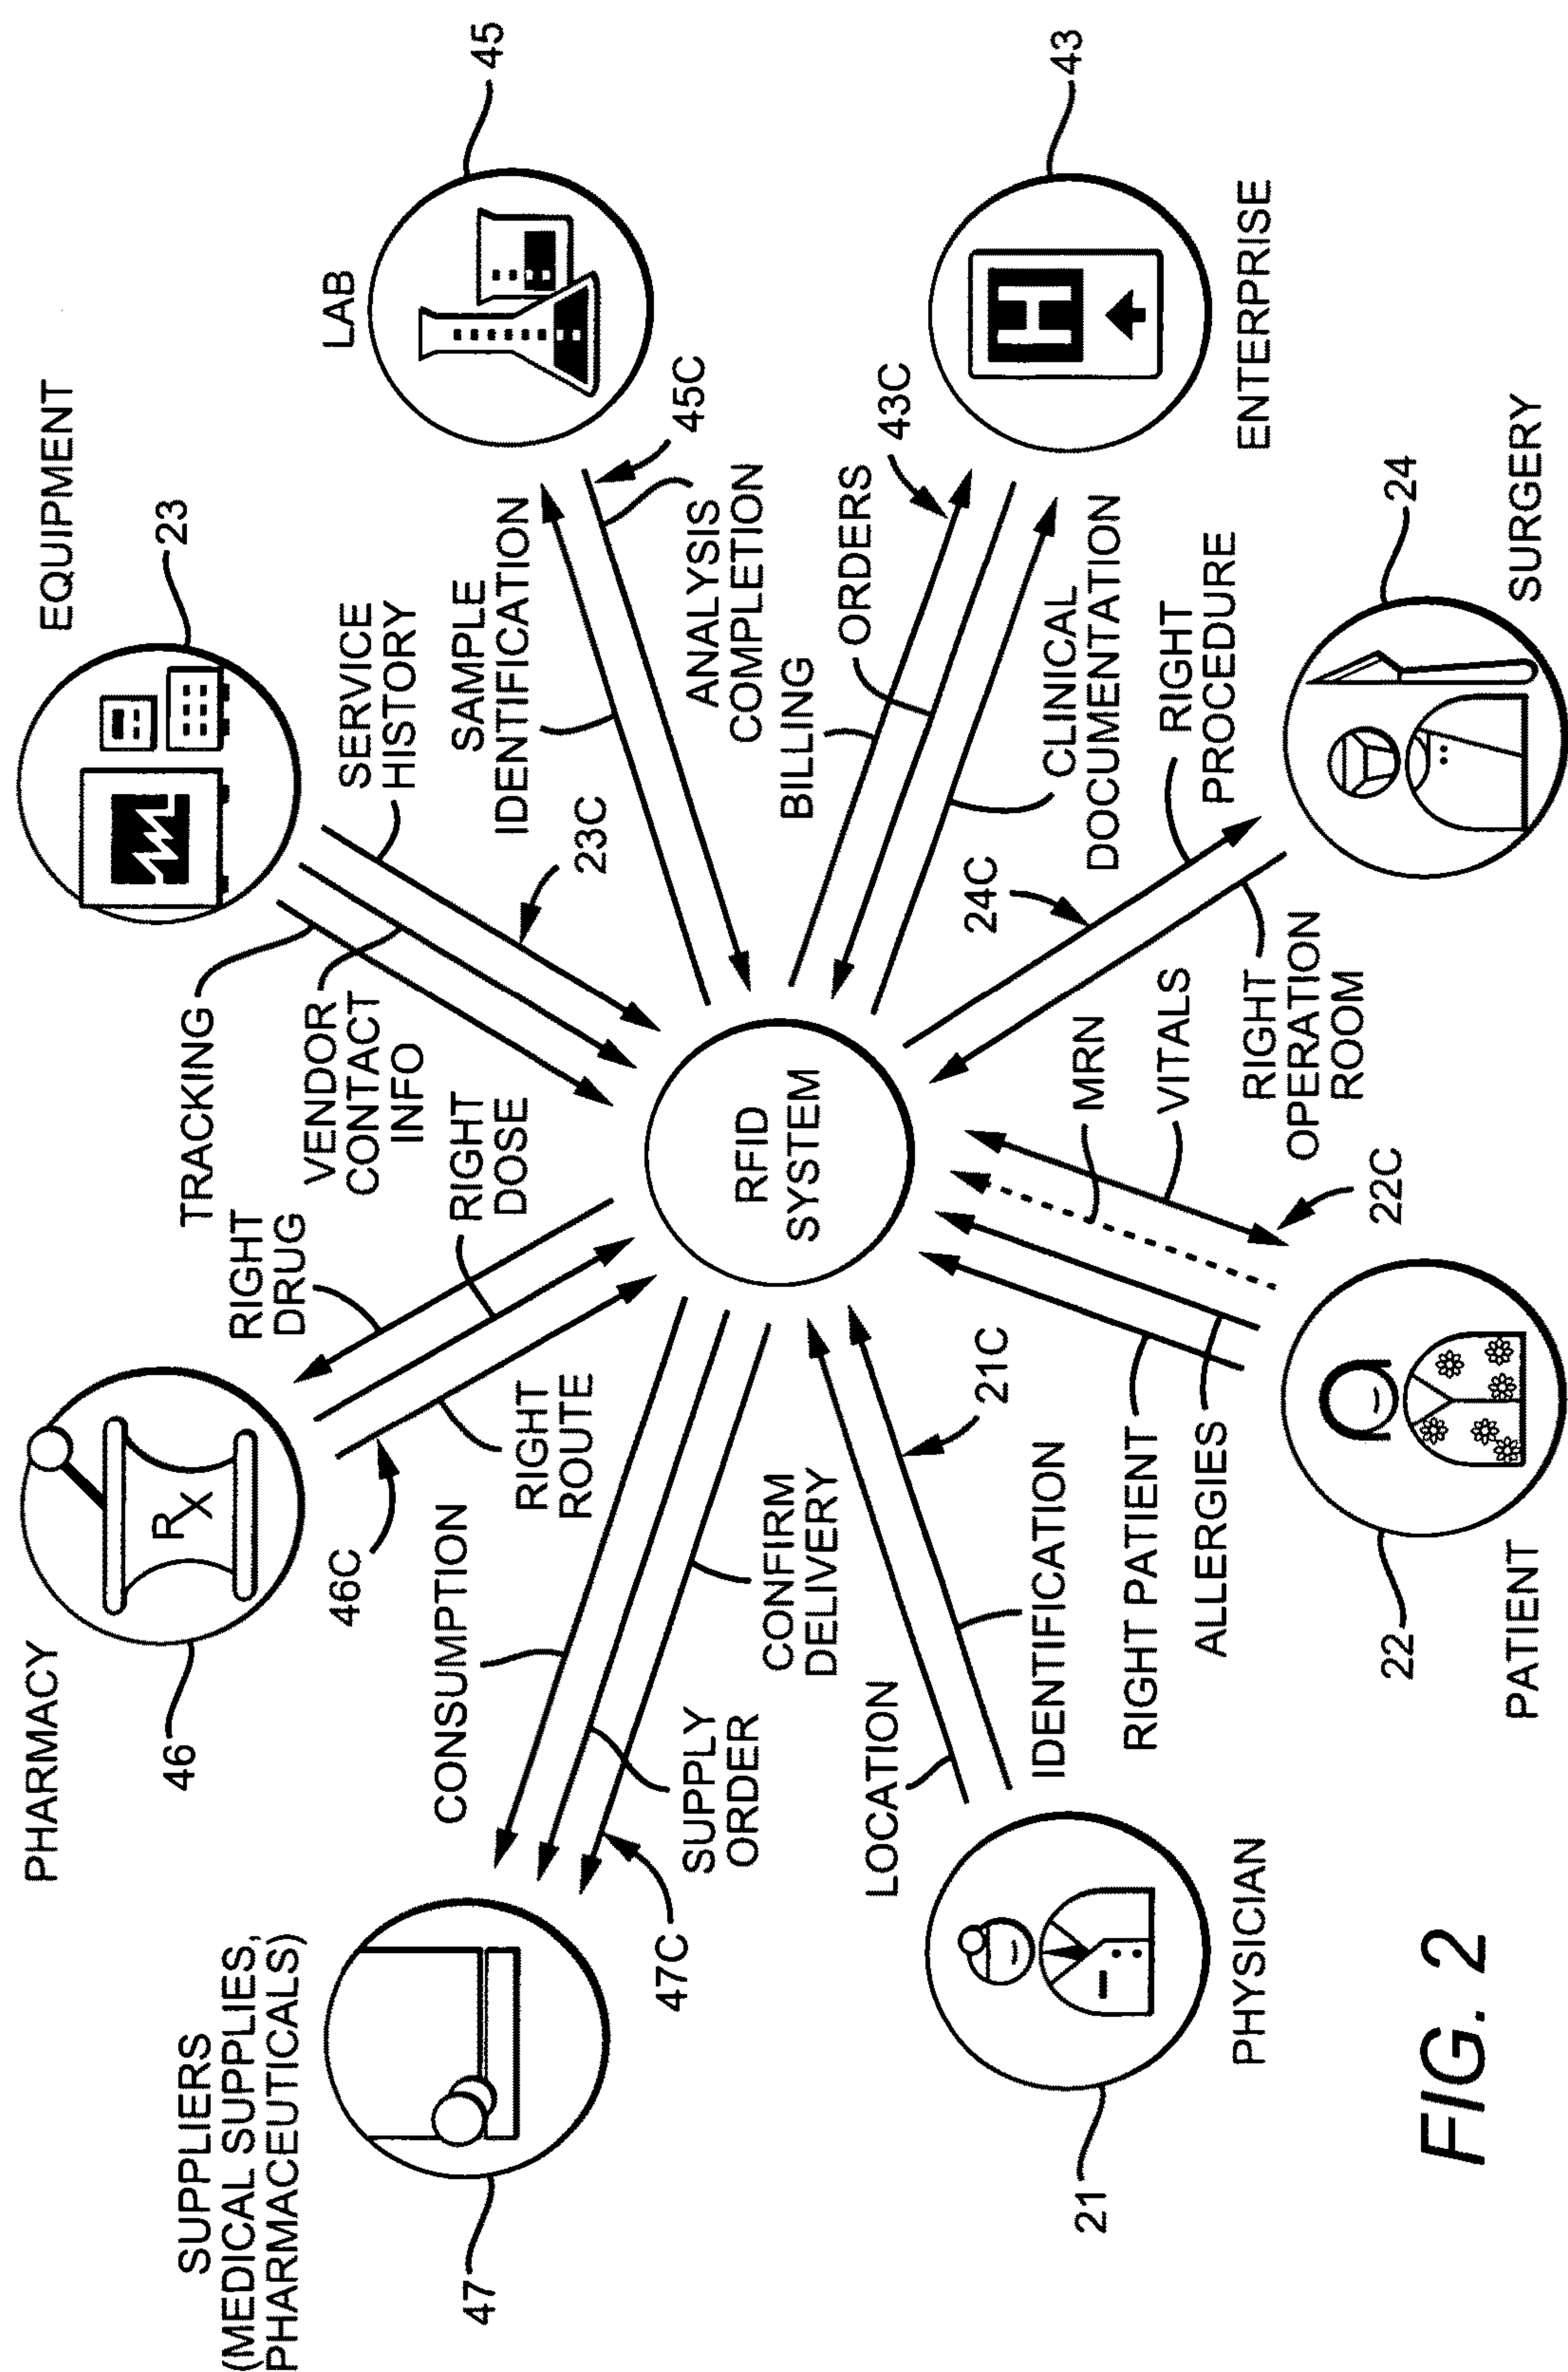 SUPPLIERS
(MEDICAL SUPPLIES,
PHARMACEUTICALS)
47
47C
PHARMACY
46
RX
46C
EQUIPMENT
23
23C
LAB
45
45C
CONSUMPTION
SUPPLY
ORDER
CONFIRM
DELIVERY
RIGHT
DRUG
RIGHT
DOSE
RIGHT
ROUTE
TRACKING
VENDOR
CONTACT
INFO
SERVICE
HISTORY
SAMPLE
IDENTIFICATION
ANALYSIS
COMPLETION
RFID
SYSTEM
BILLING
ORDERS
43C
CLINICAL
DOCUMENTATION
H
43
ENTERPRISE
LOCATION
IDENTIFICATION
21C
21
PHYSICIAN
RIGHT PATIENT
ALLERGIES
MRN
VITALS
22C
22
PATIENT
24C
RIGHT
PROCEDURE
RIGHT
OPERATION
ROOM
24
SURGERY
FIG. 2